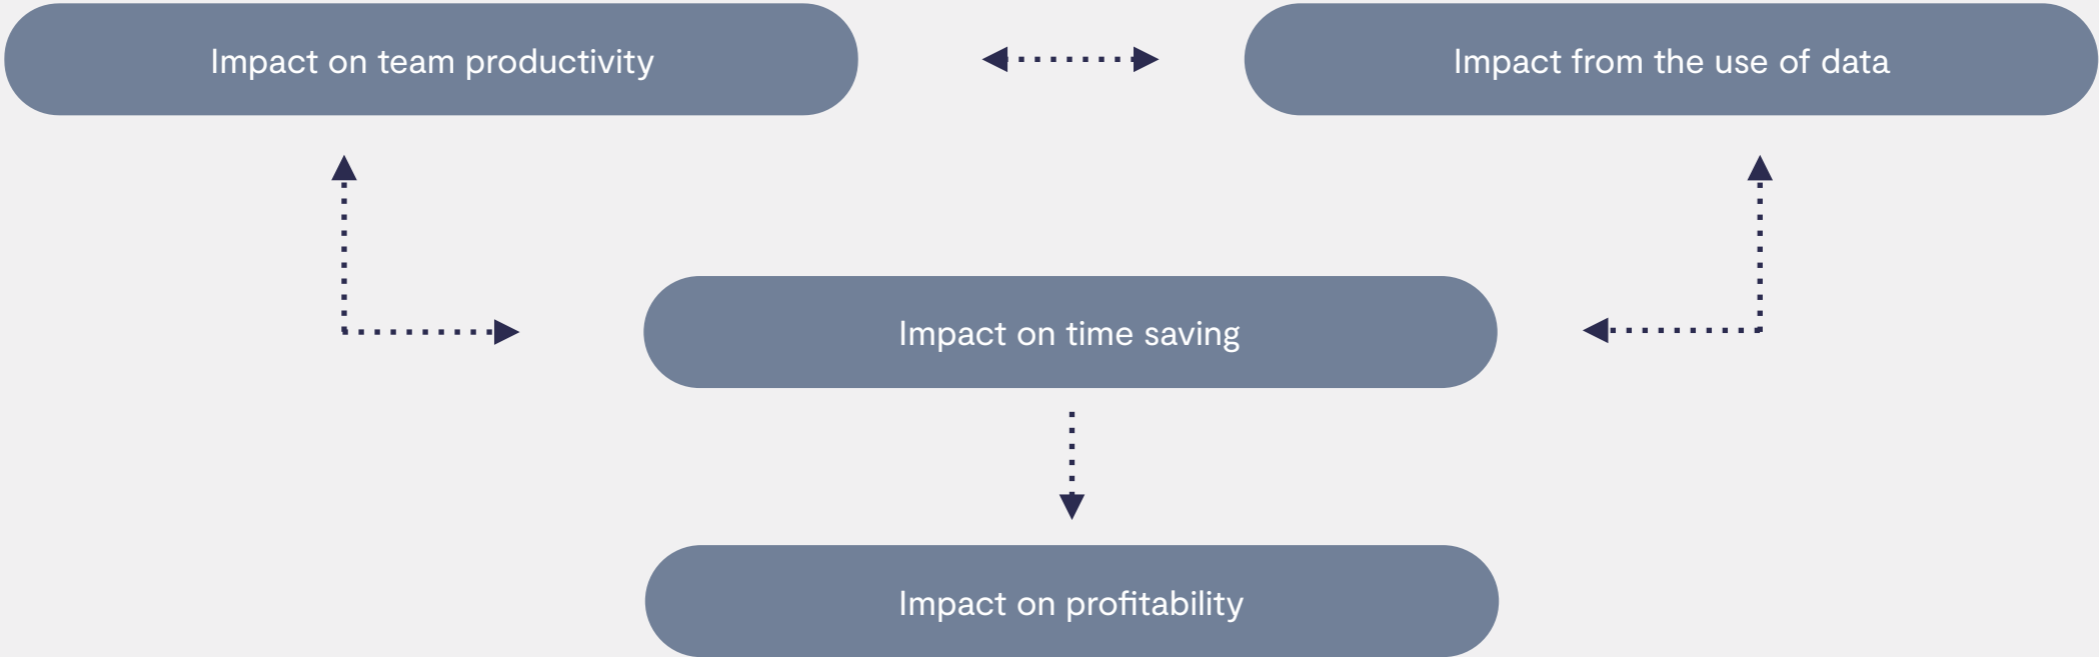 Impact on team productivity
Impact from the use of data
Impact on time saving
Impact on profitability